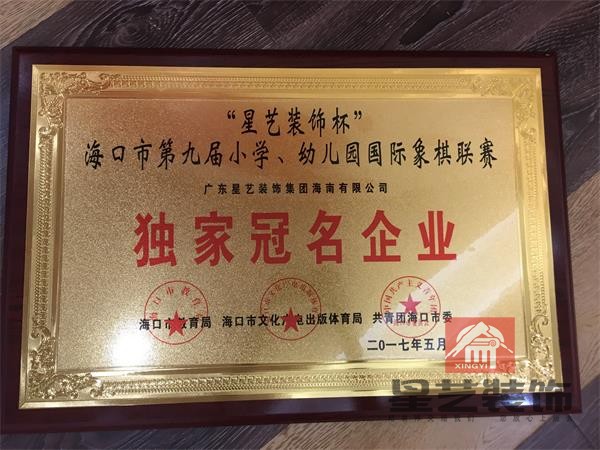 “星艺装饰杯”
海口市第九届小学、幼儿园国际象棋联赛
广东星艺装饰集团海南有限公司
独家冠名企业
海口市教育局 海口市文化广电出版体育局 共青团海口市委
二〇一七年五月
XINGYI
星艺装饰